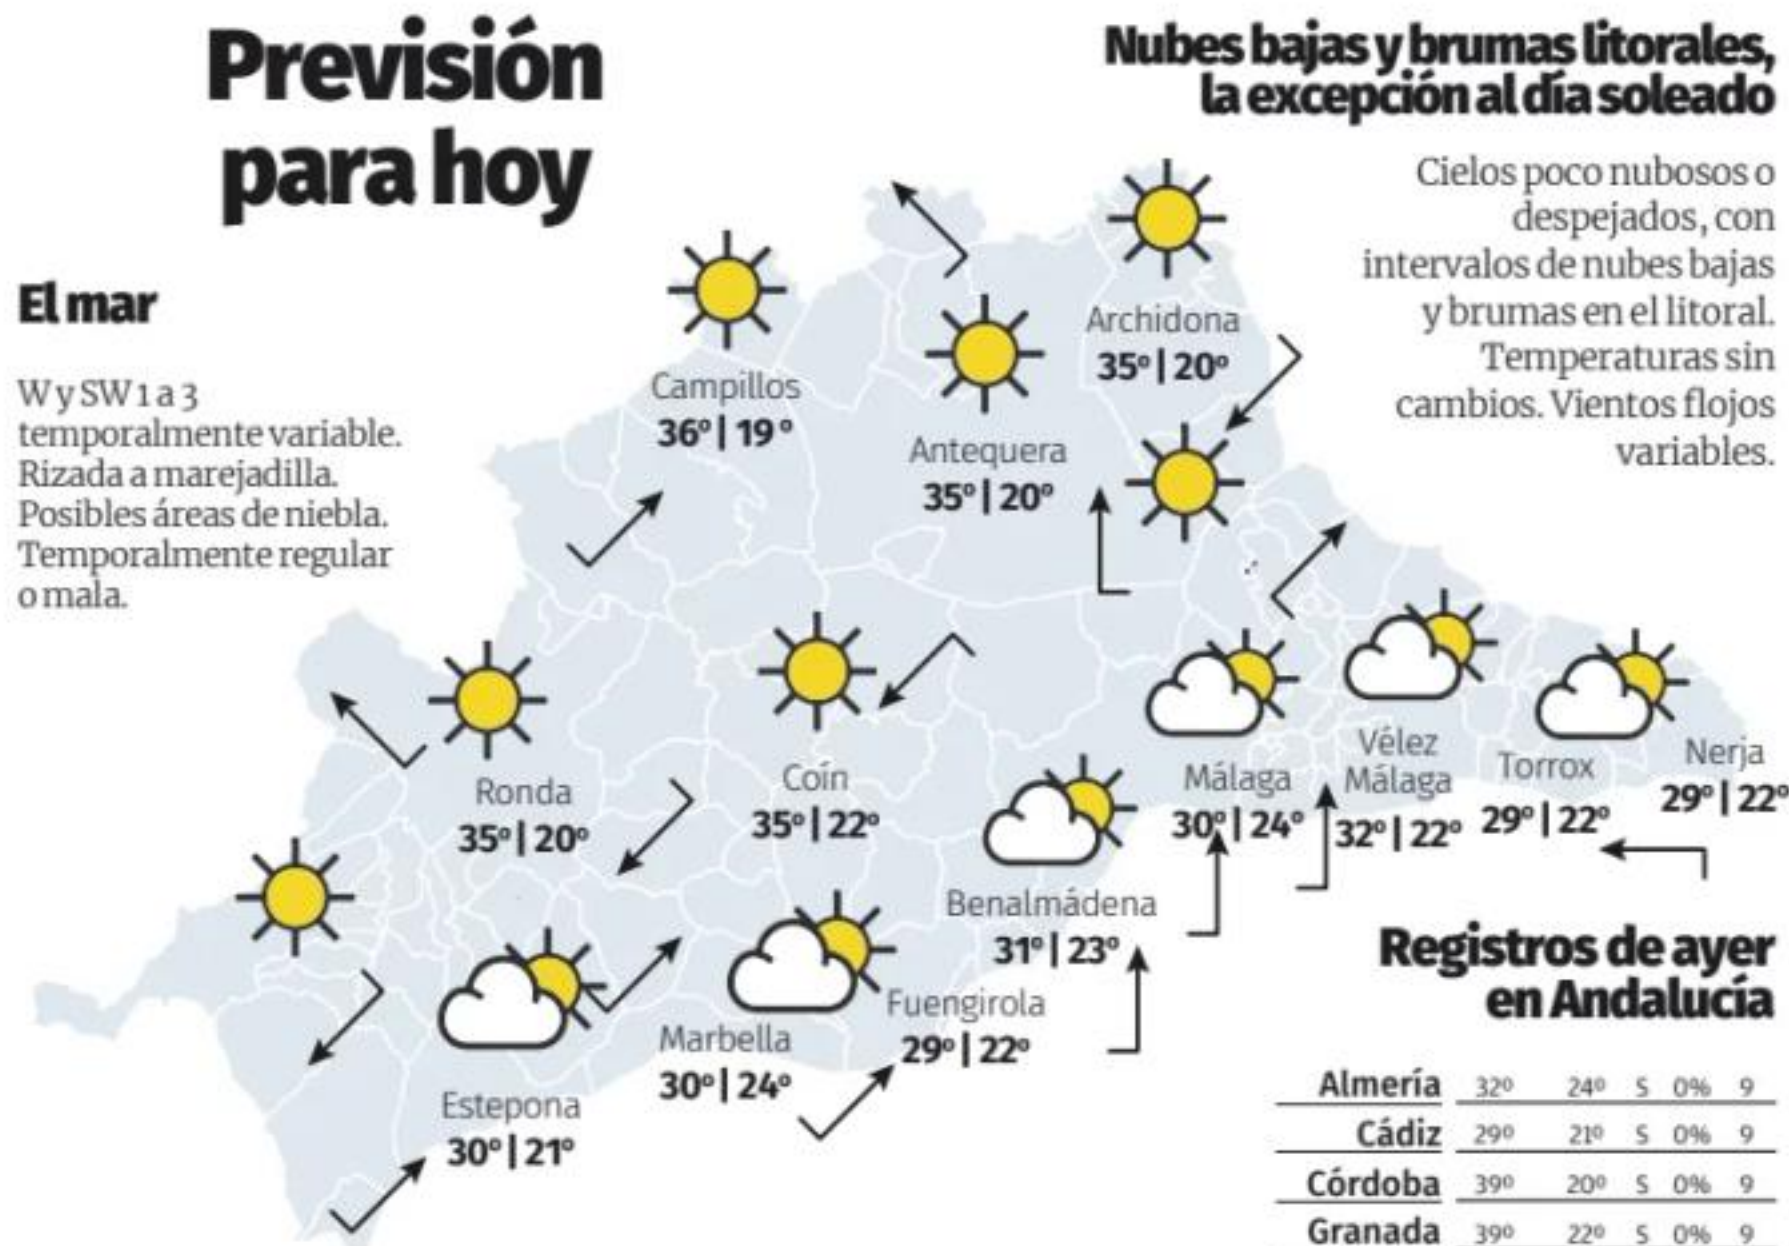 Previsión
para hoy
Nubes bajas y brumas litorales,
la excepción al día soleado
Cielos poco nubosos o
despejados, con
intervalos de nubes bajas
y brumas en el litoral.
Temperaturas sin
cambios. Vientos flojos
variables.
El mar
W y SW 1 a 3
temporalmente variable.
Rizada a marejadilla.
Posibles áreas de niebla.
Temporalmente regular
o mala.
Archidona
35º | 20º
Campillos
36º | 19º
Antequera
35º | 20º
Ronda
35º | 20º
Coín
35º | 22º
Málaga
30º | 24º
Vélez
Málaga
32º | 22º
Torrox
29º | 22º
Nerja
29º | 22º
Benalmádena
31º | 23º
Fuengirola
29º | 22º
Marbella
30º | 24º
Estepona
30º | 21º
Registros de ayer
en Andalucía
Almería 32º 24º S 0% 9
Cádiz 29º 21º S 0% 9
Córdoba 39º 20º S 0% 9
Granada 39º 22º S 0% 9